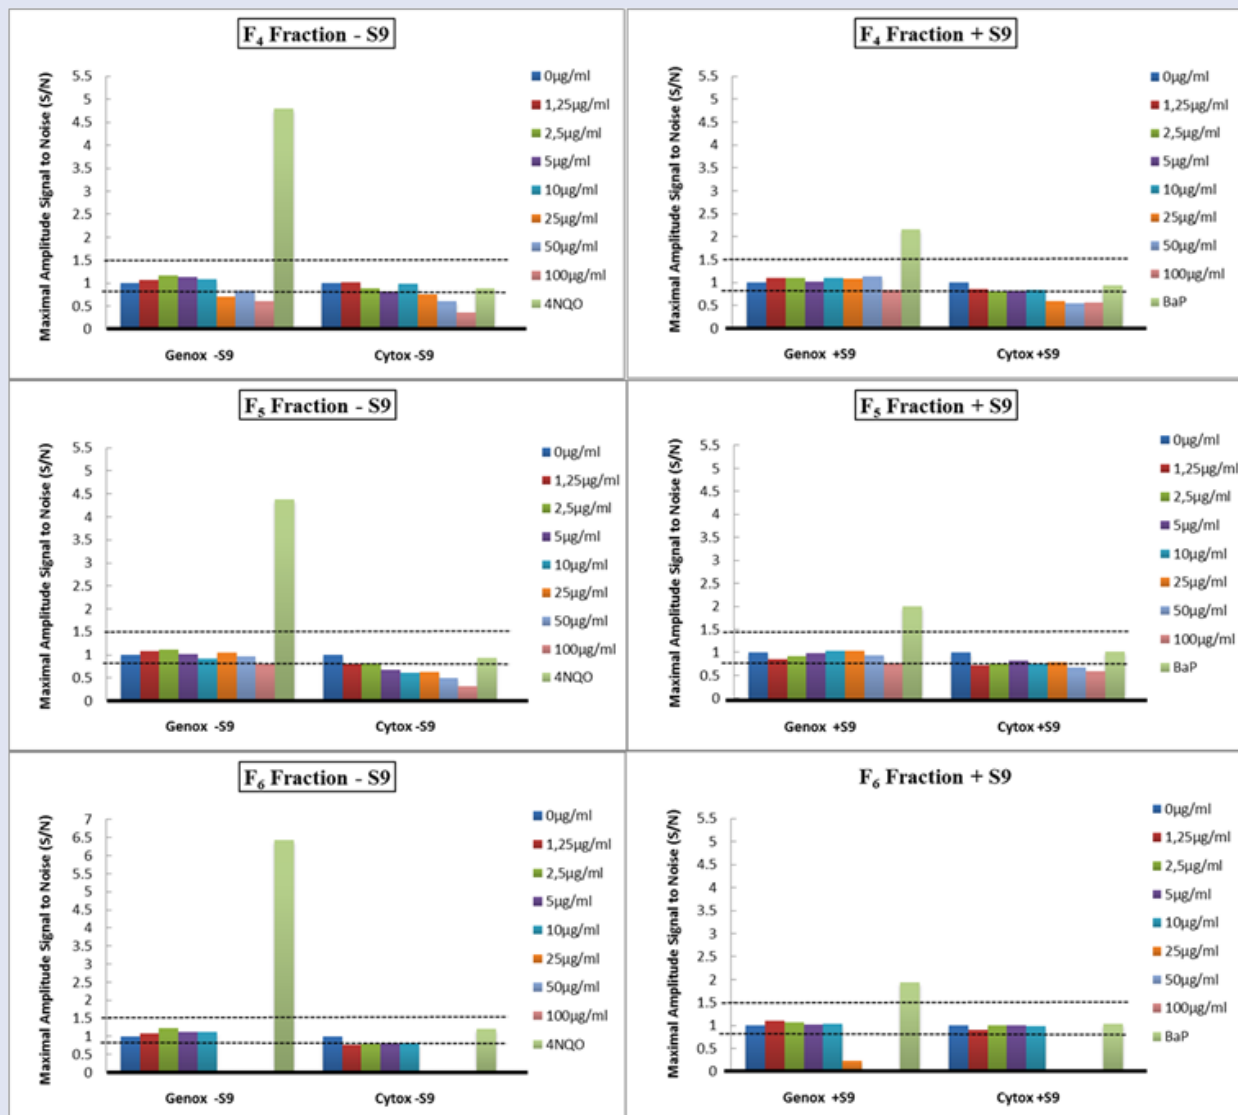 F4 Fraction - S9
Maximal Amplitude Signal to Noise (S/N)
5.5
5
4.5
4
3.5
3
2.5
2
1.5
1
0.5
0
Genox -S9
Cytox -S9
0µg/ml
1,25µg/ml
2,5µg/ml
5µg/ml
10µg/ml
25µg/ml
50µg/ml
100µg/ml
4NQO
F4 Fraction + S9
Maximal Amplitude Signal to Noise (S/N)
5.5
5
4.5
4
3.5
3
2.5
2
1.5
1
0.5
0
Genox +S9
Cytox +S9
0µg/ml
1,25µg/ml
2,5µg/ml
5µg/ml
10µg/ml
25µg/ml
50µg/ml
100µg/ml
BaP
F5 Fraction - S9
Maximal Amplitude Signal to Noise (S/N)
5.5
5
4.5
4
3.5
3
2.5
2
1.5
1
0.5
0
Genox -S9
Cytox -S9
0µg/ml
1,25µg/ml
2,5µg/ml
5µg/ml
10µg/ml
25µg/ml
50µg/ml
100µg/ml
4NQO
F5 Fraction + S9
Maximal Amplitude Signal to Noise (S/N)
5.5
5
4.5
4
3.5
3
2.5
2
1.5
1
0.5
0
Genox +S9
Cytox +S9
0µg/ml
1,25µg/ml
2,5µg/ml
5µg/ml
10µg/ml
25µg/ml
50µg/ml
100µg/ml
BaP
F6 Fraction - S9
Maximal Amplitude Signal to Noise (S/N)
7
6.5
6
5.5
5
4.5
4
3.5
3
2.5
2
1.5
1
0.5
0
Genox -S9
Cytox -S9
0µg/ml
1,25µg/ml
2,5µg/ml
5µg/ml
10µg/ml
25µg/ml
50µg/ml
100µg/ml
4NQO
F6 Fraction + S9
Maximal Amplitude Signal to Noise (S/N)
5.5
5
4.5
4
3.5
3
2.5
2
1.5
1
0.5
0
Genox +S9
Cytox +S9
0µg/ml
1,25µg/ml
2,5µg/ml
5µg/ml
10µg/ml
25µg/ml
50µg/ml
100µg/ml
BaP